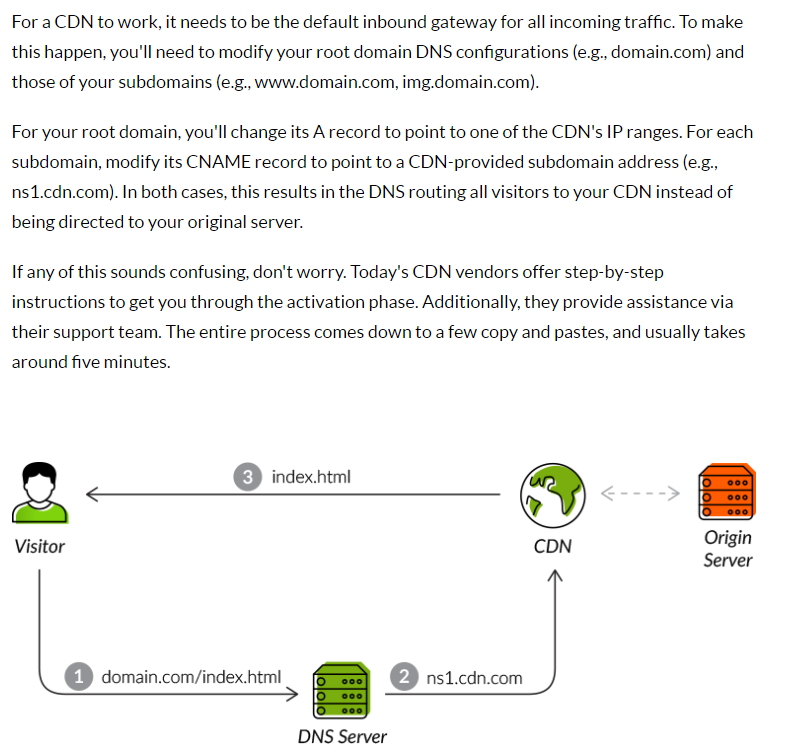 For a CDN to work, it needs to be the default inbound gateway for all incoming traffic. To make
this happen, you'll need to modify your root domain DNS configurations (e.g., domain.com) and
those of your subdomains (e.g., www.domain.com, img.domain.com).
For your root domain, you'll change its A record to point to one of the CDN's IP ranges. For each
subdomain, modify its CNAME record to point to a CDN-provided subdomain address (e.g.,
ns1.cdn.com). In both cases, this results in the DNS routing all visitors to your CDN instead of
being directed to your original server.
If any of this sounds confusing, don't worry. Today's CDN vendors offer step-by-step
instructions to get you through the activation phase. Additionally, they provide assistance via
their support team. The entire process comes down to a few copy and pastes, and usually takes
around five minutes.
3 index.html
Visitor
CDN
Origin
Server
1 domain.com/index.html
2 ns1.cdn.com
DNS Server